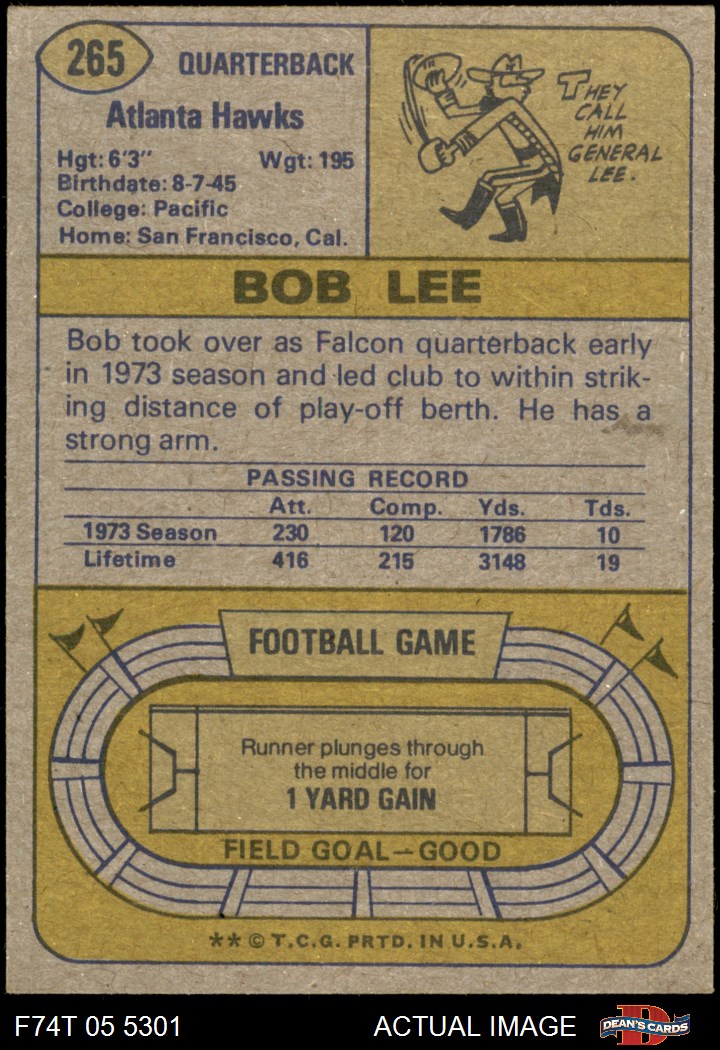 265
QUARTERBACK
Atlanta Hawks
Hgt: 6'3" Wgt: 195
Birthdate: 8-7-45
College: Pacific
Home: San Francisco, Cal.
THEY
CALL
HIM
GENERAL
LEE.
BOB LEE
Bob took over as Falcon quarterback early
in 1973 season and led club to within strik-
ing distance of play-off berth. He has a
strong arm.
PASSING RECORD
Att. Comp. Yds. Tds.
1973 Season 230 120 1786 10
Lifetime 416 215 3148 19
FOOTBALL GAME
Runner plunges through
the middle for
1 YARD GAIN
FIELD GOAL—GOOD
** © T.C.G. PRTD. IN U.S.A.
F74T 05 5301 ACTUAL IMAGE
D
DEAN'S CARDS